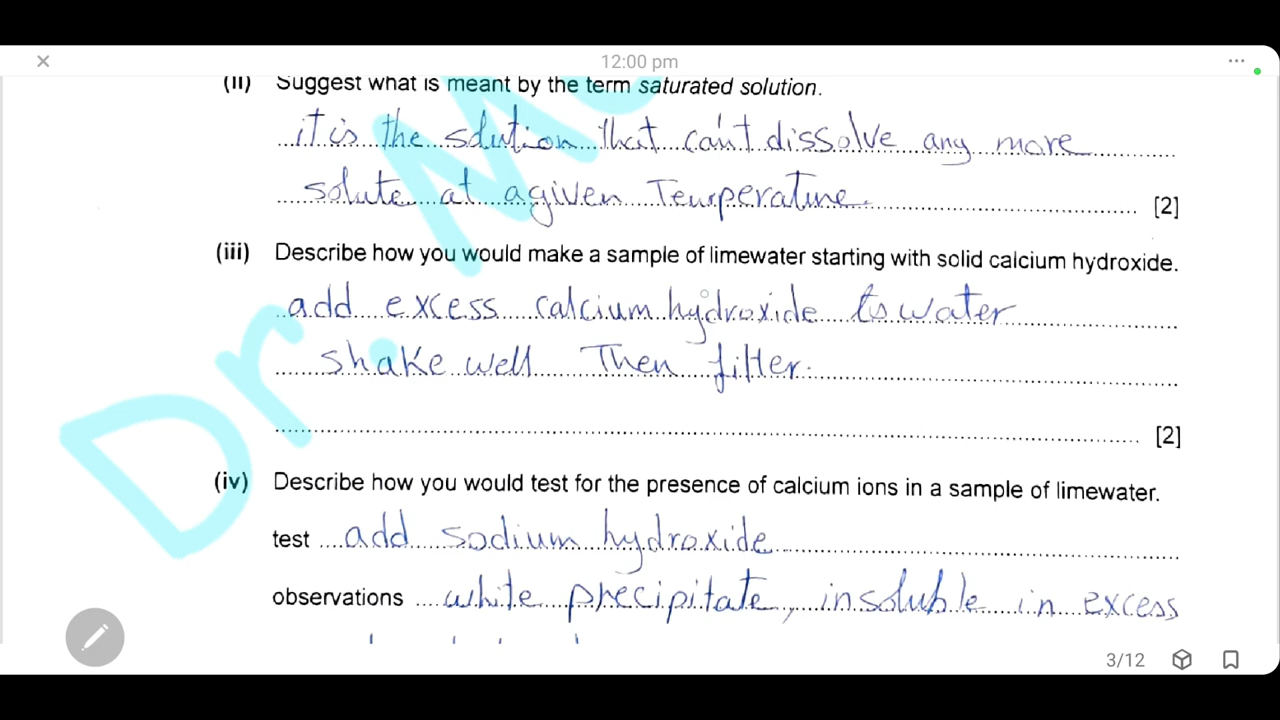 12:00 pm
(ii) Suggest what is meant by the term saturated solution.
it is the solution that can't dissolve any more
solute at a given Temperature. [2]
(iii) Describe how you would make a sample of limewater starting with solid calcium hydroxide.
add excess calcium hydroxide to water
shake well Then filter.
[2]
(iv) Describe how you would test for the presence of calcium ions in a sample of limewater.
test add sodium hydroxide
observations white precipitate, insoluble in excess
3/12
Dr.